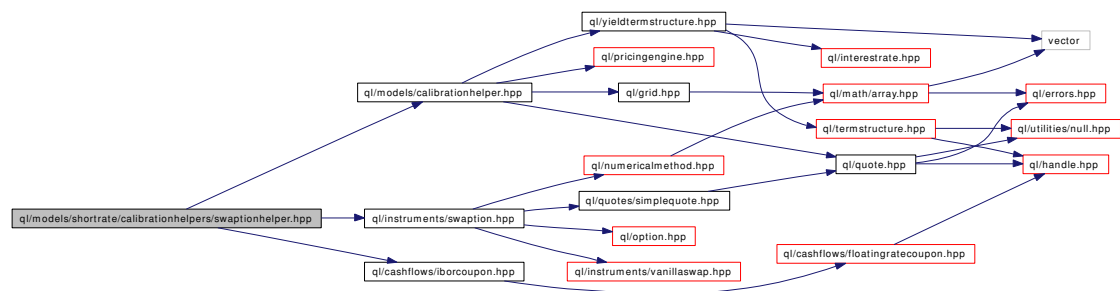 ql/yieldtermstructure.hpp
vector
ql/pricingengine.hpp
ql/interestrate.hpp
ql/models/calibrationhelper.hpp
ql/grid.hpp
ql/math/array.hpp
ql/errors.hpp
ql/termstructure.hpp
ql/utilities/null.hpp
ql/numericalmethod.hpp
ql/quote.hpp
ql/handle.hpp
ql/quotes/simplequote.hpp
ql/models/shortrate/calibrationhelpers/swaptionhelper.hpp
ql/instruments/swaption.hpp
ql/option.hpp
ql/cashflows/floatingratecoupon.hpp
ql/cashflows/iborcoupon.hpp
ql/instruments/vanillaswap.hpp